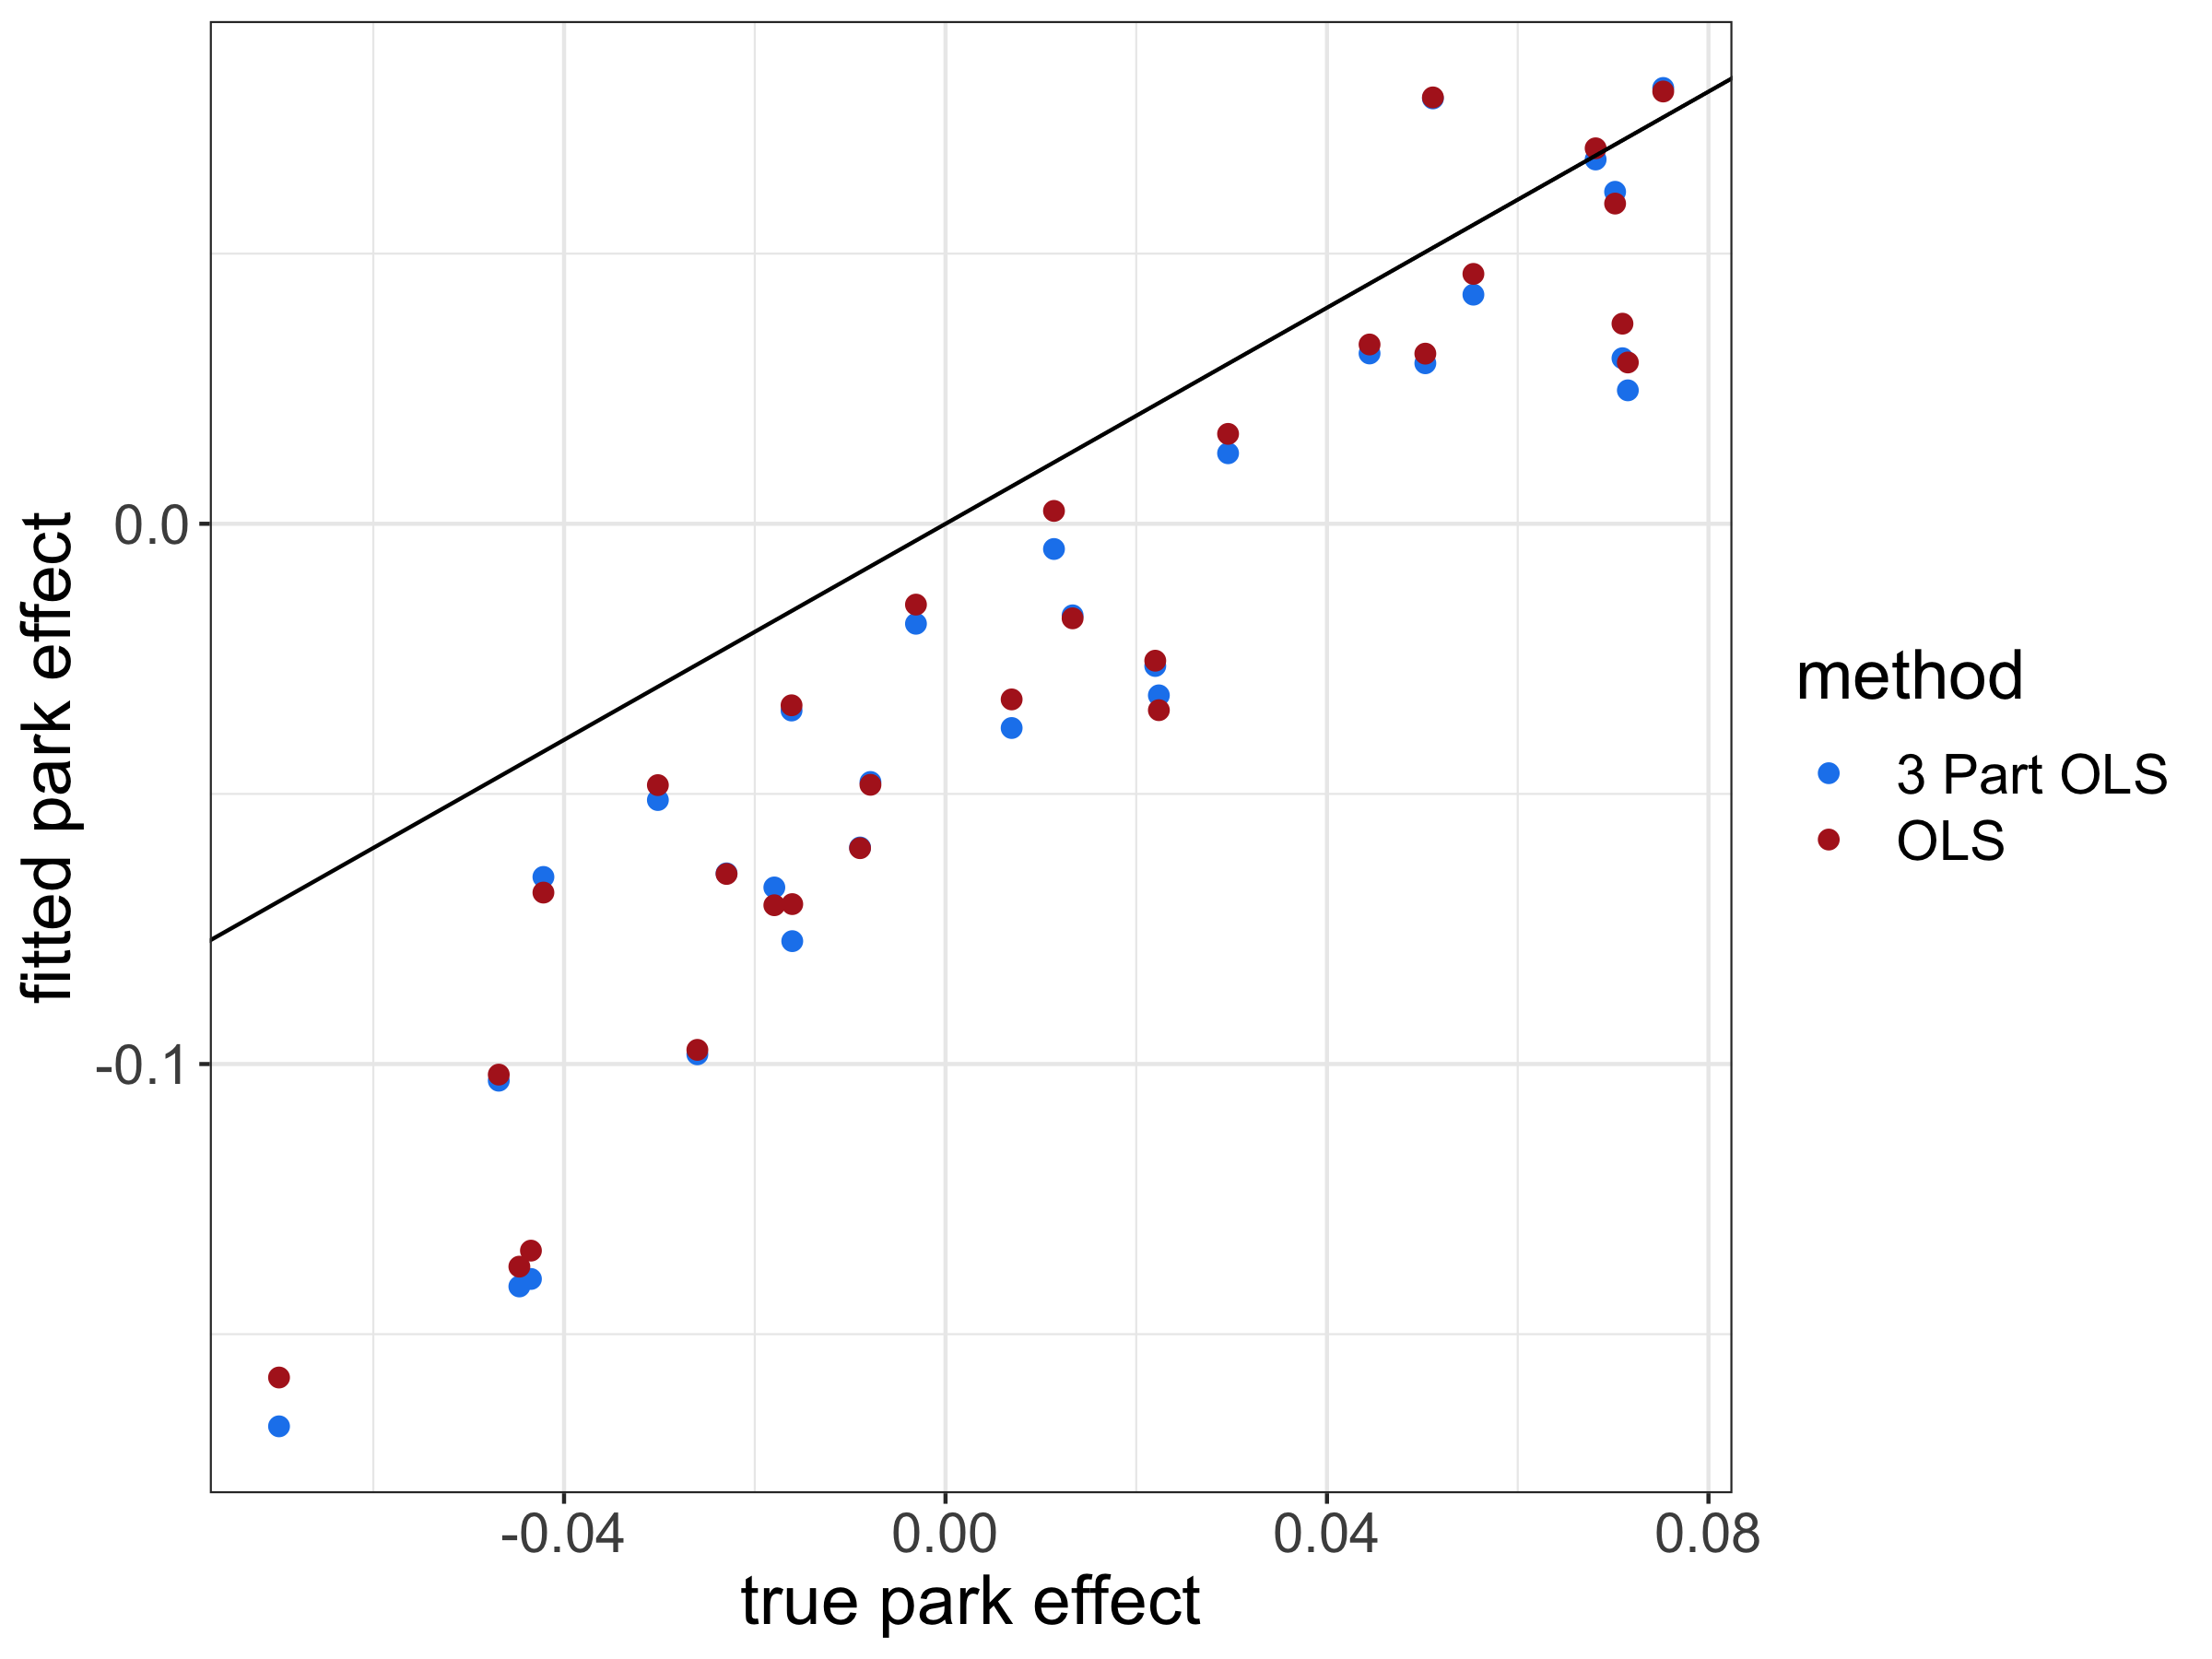 fitted park effect
0.0
-0.1
-0.04
0.00
0.04
0.08
true park effect
method
3 Part OLS
OLS